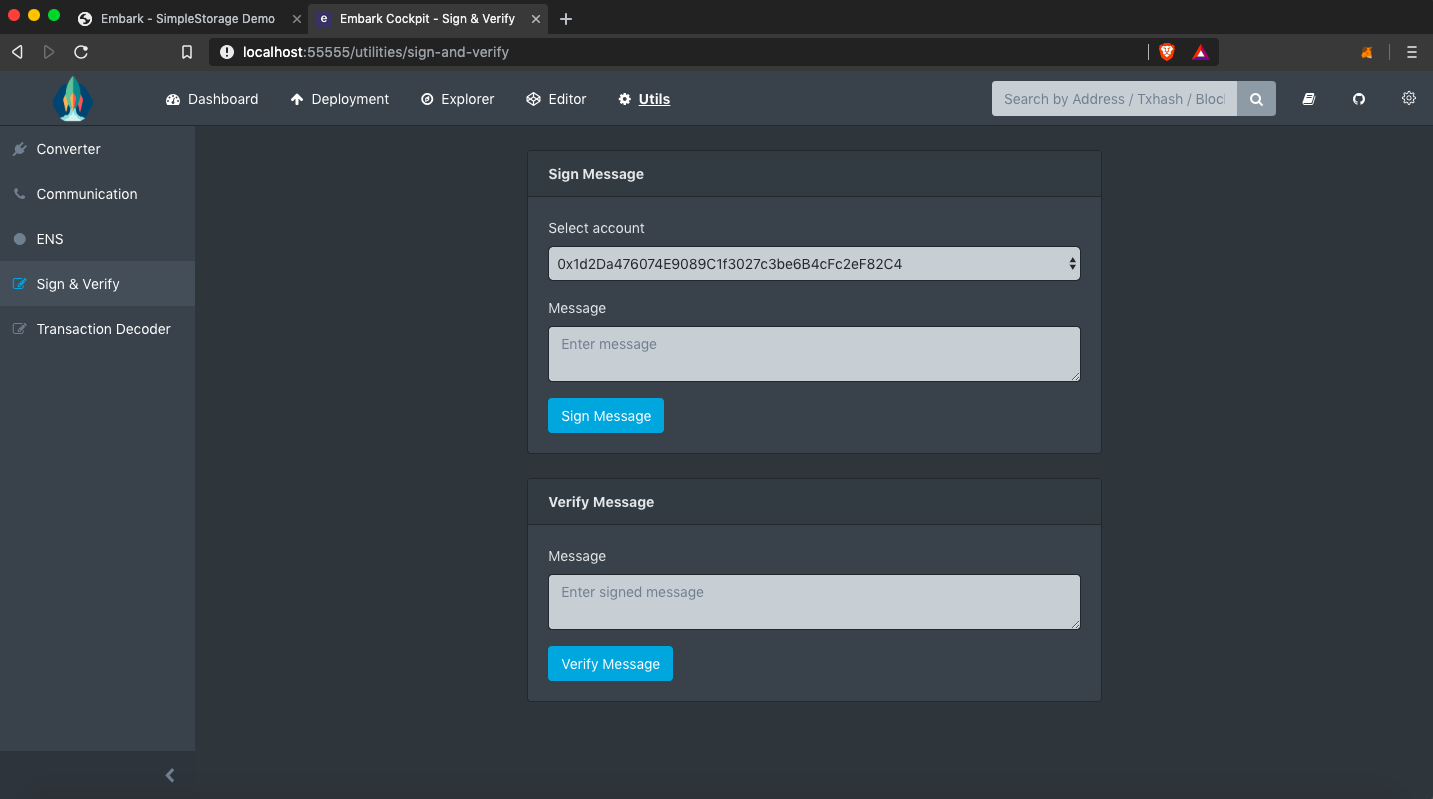 Embark - SimpleStorage Demo
Embark Cockpit - Sign & Verify
localhost:55555/utilities/sign-and-verify
Dashboard
Deployment
Explorer
Editor
Utils
Search by Address / Txhash / Bloc
Converter
Communication
ENS
Sign & Verify
Transaction Decoder
Sign Message
Select account
0x1d2Da476074E9089C1f3027c3be6B4cFc2eF82C4
Message
Enter message
Sign Message
Verify Message
Message
Enter signed message
Verify Message